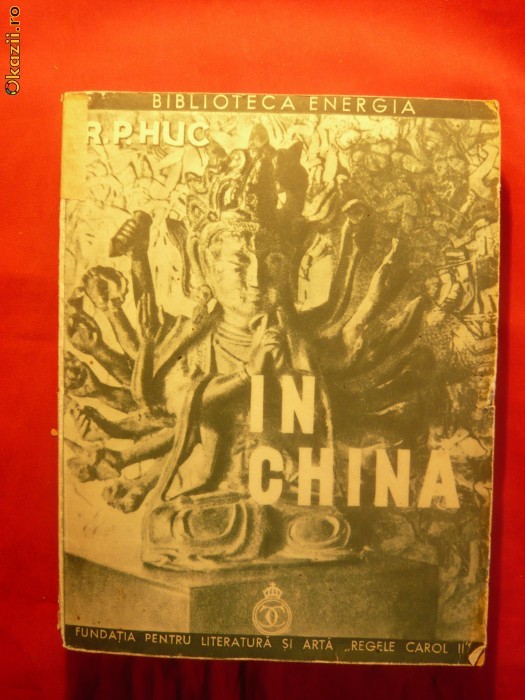 Okazii.ro
BIBLIOTECA ENERGIA
R.P. HUC
IN
CHINA
FUNDAȚIA PENTRU LITERATURĂ ȘI ARTĂ „REGELE CAROL II”